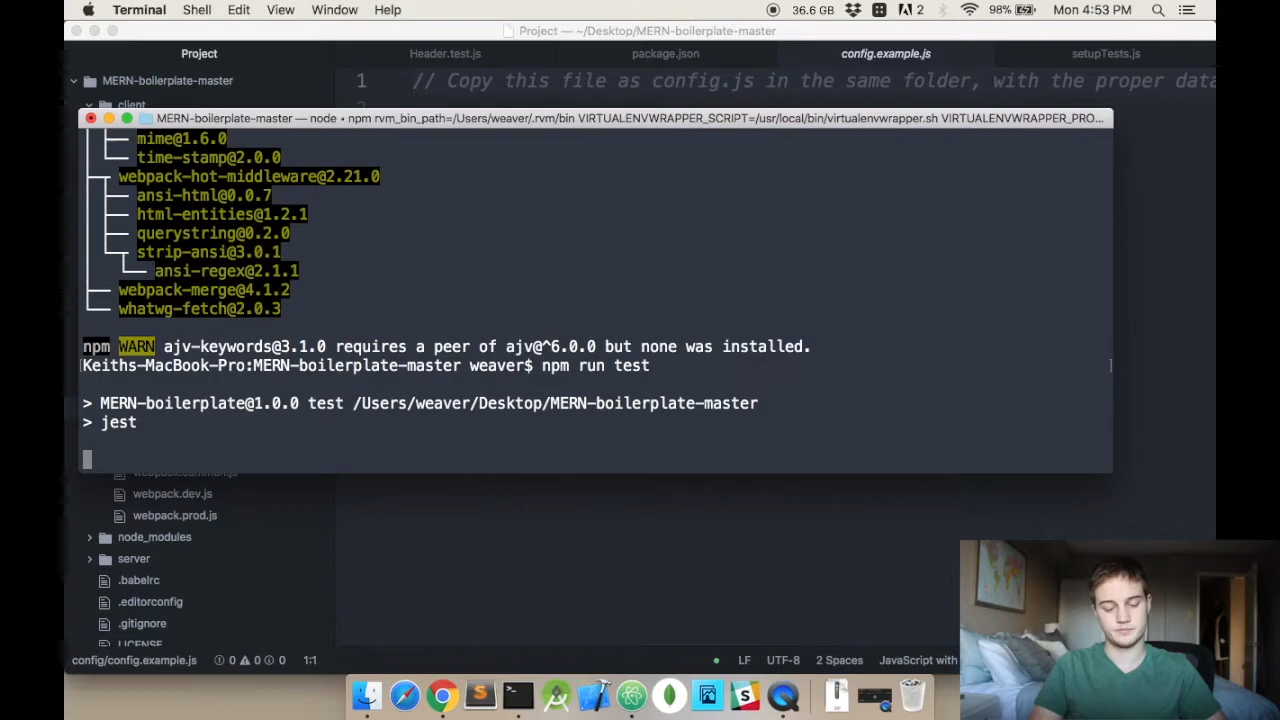 Terminal Shell Edit View Window Help 36.6 GB 2 98% Mon 4:53 PM
Project — ~/Desktop/MERN-boilerplate-master
Project Header.test.js package.json config.example.js setupTests.js
MERN-boilerplate-master
1 // Copy this file as config.js in the same folder, with the proper data
client
MERN-boilerplate-master — node • npm rvm_bin_path=/Users/weaver/.rvm/bin VIRTUALENVWRAPPER_SCRIPT=/usr/local/bin/virtualenvwrapper.sh VIRTUALENVWRAPPER_PRO...
mime@1.6.0
time-stamp@2.0.0
webpack-hot-middleware@2.21.0
ansi-html@0.0.7
html-entities@1.2.1
querystring@0.2.0
strip-ansi@3.0.1
ansi-regex@2.1.1
webpack-merge@4.1.2
whatwg-fetch@2.0.3
npm WARN ajv-keywords@3.1.0 requires a peer of ajv@^6.0.0 but none was installed.
[Keiths-MacBook-Pro:MERN-boilerplate-master weaver$ npm run test ]
> MERN-boilerplate@1.0.0 test /Users/weaver/Desktop/MERN-boilerplate-master
> jest
webpack.common.js
webpack.dev.js
webpack.prod.js
node_modules
server
.babelrc
.editorconfig
.gitignore
LICENSE
config/config.example.js 0 0 0 1:1 LF UTF-8 2 Spaces JavaScript with